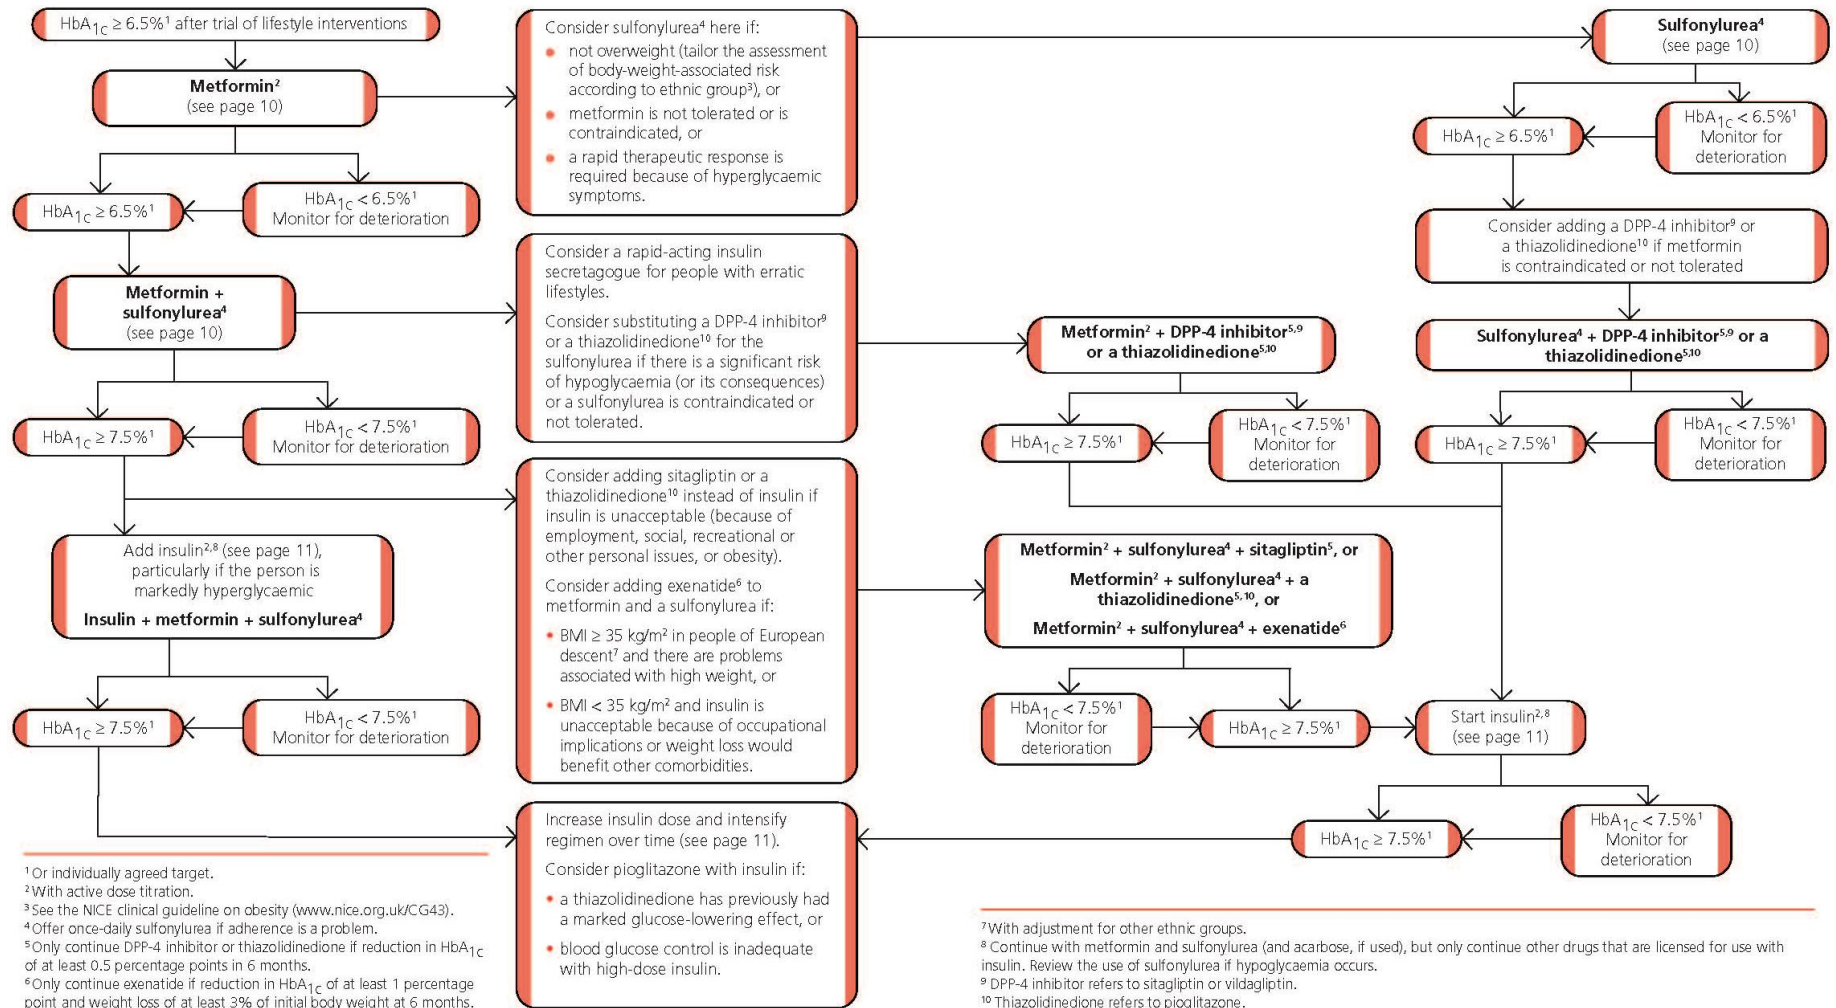 HbA1c ≥ 6.5%¹ after trial of lifestyle interventions
Metformin²
(see page 10)
HbA1c ≥ 6.5%¹
HbA1c < 6.5%¹
Monitor for deterioration
Metformin +
sulfonylurea⁴
(see page 10)
HbA1c ≥ 7.5%¹
HbA1c < 7.5%¹
Monitor for deterioration
Add insulin²,⁸ (see page 11),
particularly if the person is
markedly hyperglycaemic
Insulin + metformin + sulfonylurea⁴
HbA1c ≥ 7.5%¹
HbA1c < 7.5%¹
Monitor for deterioration
Consider sulfonylurea⁴ here if:
• not overweight (tailor the assessment
of body-weight-associated risk
according to ethnic group³), or
• metformin is not tolerated or is
contraindicated, or
• a rapid therapeutic response is
required because of hyperglycaemic
symptoms.
Consider a rapid-acting insulin
secretagogue for people with erratic
lifestyles.
Consider substituting a DPP-4 inhibitor⁹
or a thiazolidinedione¹⁰ for the
sulfonylurea if there is a significant risk
of hypoglycaemia (or its consequences)
or a sulfonylurea is contraindicated or
not tolerated.
Consider adding sitagliptin or a
thiazolidinedione¹⁰ instead of insulin if
insulin is unacceptable (because of
employment, social, recreational or
other personal issues, or obesity).
Consider adding exenatide⁶ to
metformin and a sulfonylurea if:
• BMI ≥ 35 kg/m² in people of European
descent⁷ and there are problems
associated with high weight, or
• BMI < 35 kg/m² and insulin is
unacceptable because of occupational
implications or weight loss would
benefit other comorbidities.
Increase insulin dose and intensify
regimen over time (see page 11).
Consider pioglitazone with insulin if:
• a thiazolidinedione has previously had
a marked glucose-lowering effect, or
• blood glucose control is inadequate
with high-dose insulin.
Metformin² + DPP-4 inhibitor⁵,⁹
or a thiazolidinedione⁵,¹⁰
HbA1c ≥ 7.5%¹
HbA1c < 7.5%¹
Monitor for
deterioration
Metformin² + sulfonylurea⁴ + sitagliptin⁵, or
Metformin² + sulfonylurea⁴ + a
thiazolidinedione⁵,¹⁰, or
Metformin² + sulfonylurea⁴ + exenatide⁶
HbA1c < 7.5%¹
Monitor for
deterioration
HbA1c ≥ 7.5%¹
Sulfonylurea⁴
(see page 10)
HbA1c ≥ 6.5%¹
HbA1c < 6.5%¹
Monitor for
deterioration
Consider adding a DPP-4 inhibitor⁹ or
a thiazolidinedione¹⁰ if metformin
is contraindicated or not tolerated
Sulfonylurea⁴ + DPP-4 inhibitor⁵,⁹ or a
thiazolidinedione⁵,¹⁰
HbA1c ≥ 7.5%¹
HbA1c < 7.5%¹
Monitor for
deterioration
Start insulin²,⁸
(see page 11)
HbA1c ≥ 7.5%¹
HbA1c < 7.5%¹
Monitor for
deterioration
¹ Or individually agreed target.
² With active dose titration.
³ See the NICE clinical guideline on obesity (www.nice.org.uk/CG43).
⁴ Offer once-daily sulfonylurea if adherence is a problem.
⁵ Only continue DPP-4 inhibitor or thiazolidinedione if reduction in HbA1c
of at least 0.5 percentage points in 6 months.
⁶ Only continue exenatide if reduction in HbA1c of at least 1 percentage
point and weight loss of at least 3% of initial body weight at 6 months.
⁷ With adjustment for other ethnic groups.
⁸ Continue with metformin and sulfonylurea (and acarbose, if used), but only continue other drugs that are licensed for use with
insulin. Review the use of sulfonylurea if hypoglycaemia occurs.
⁹ DPP-4 inhibitor refers to sitagliptin or vildagliptin.
¹⁰ Thiazolidinedione refers to pioglitazone.